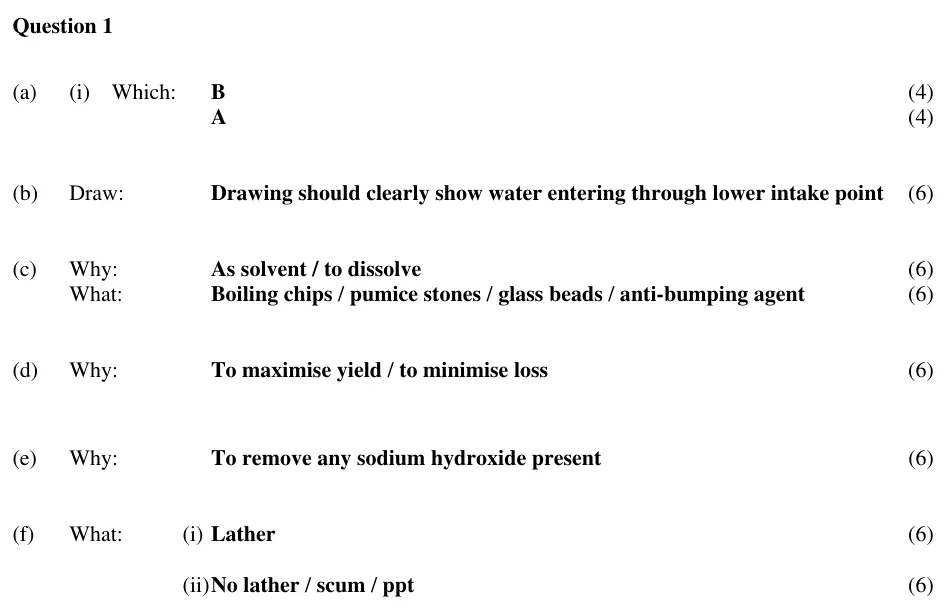 Question 1
(a) (i) Which: B (4)
A (4)
(b) Draw: Drawing should clearly show water entering through lower intake point (6)
(c) Why: As solvent / to dissolve (6)
What: Boiling chips / pumice stones / glass beads / anti-bumping agent (6)
(d) Why: To maximise yield / to minimise loss (6)
(e) Why: To remove any sodium hydroxide present (6)
(f) What: (i) Lather (6)
(ii) No lather / scum / ppt (6)